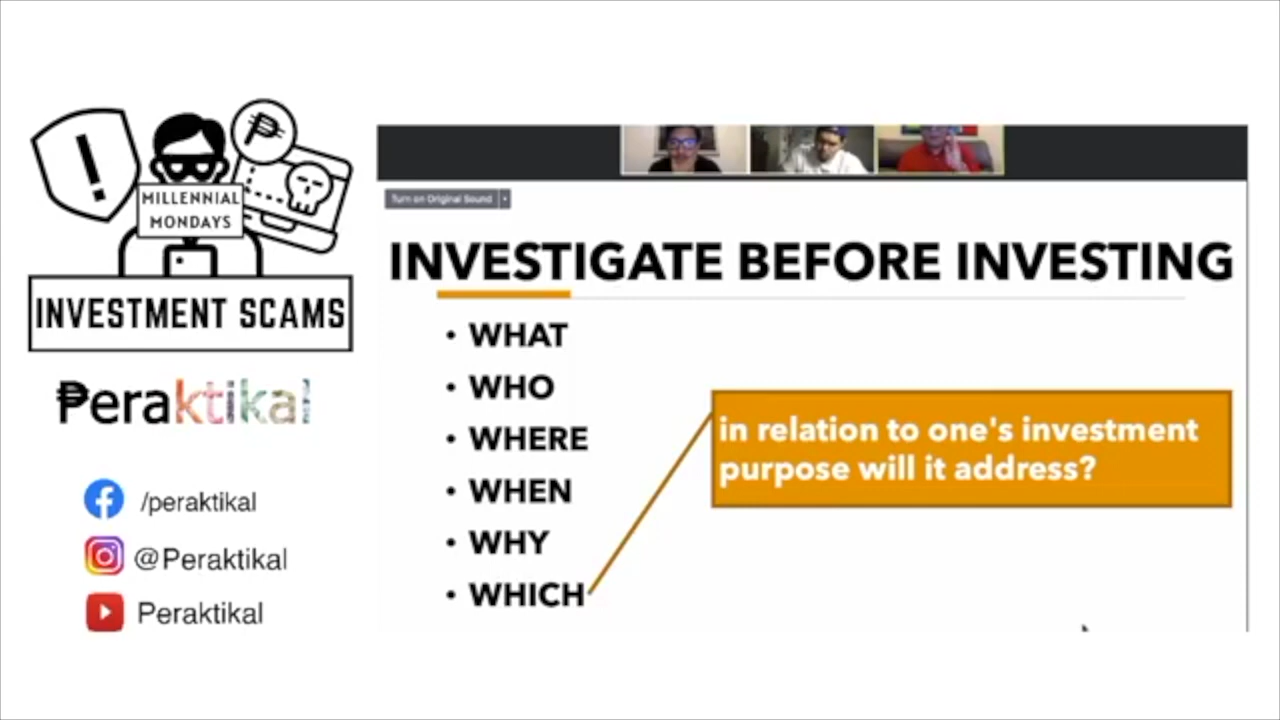 MILLENNIAL
MONDAYS
INVESTMENT SCAMS
₱eraktikal
/peraktikal
@Peraktikal
Peraktikal
Turn on Original Sound
INVESTIGATE BEFORE INVESTING
• WHAT
• WHO
• WHERE
• WHEN
• WHY
• WHICH
in relation to one's investment
purpose will it address?